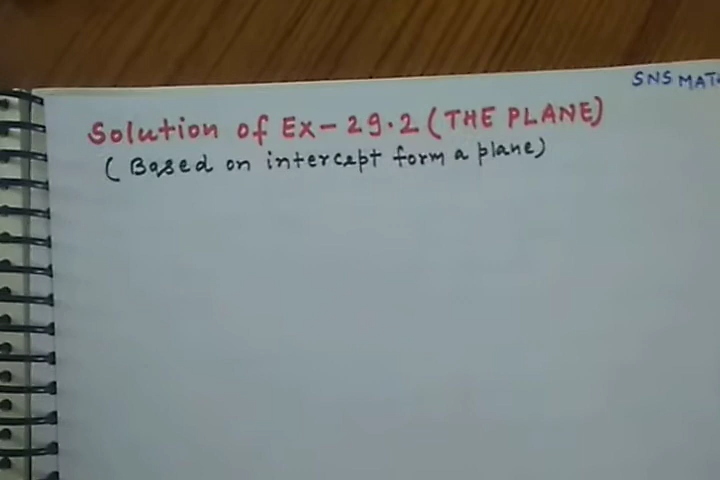 SNS MAT
Solution of Ex-29.2 (THE PLANE)
(Based on intercept form a plane)